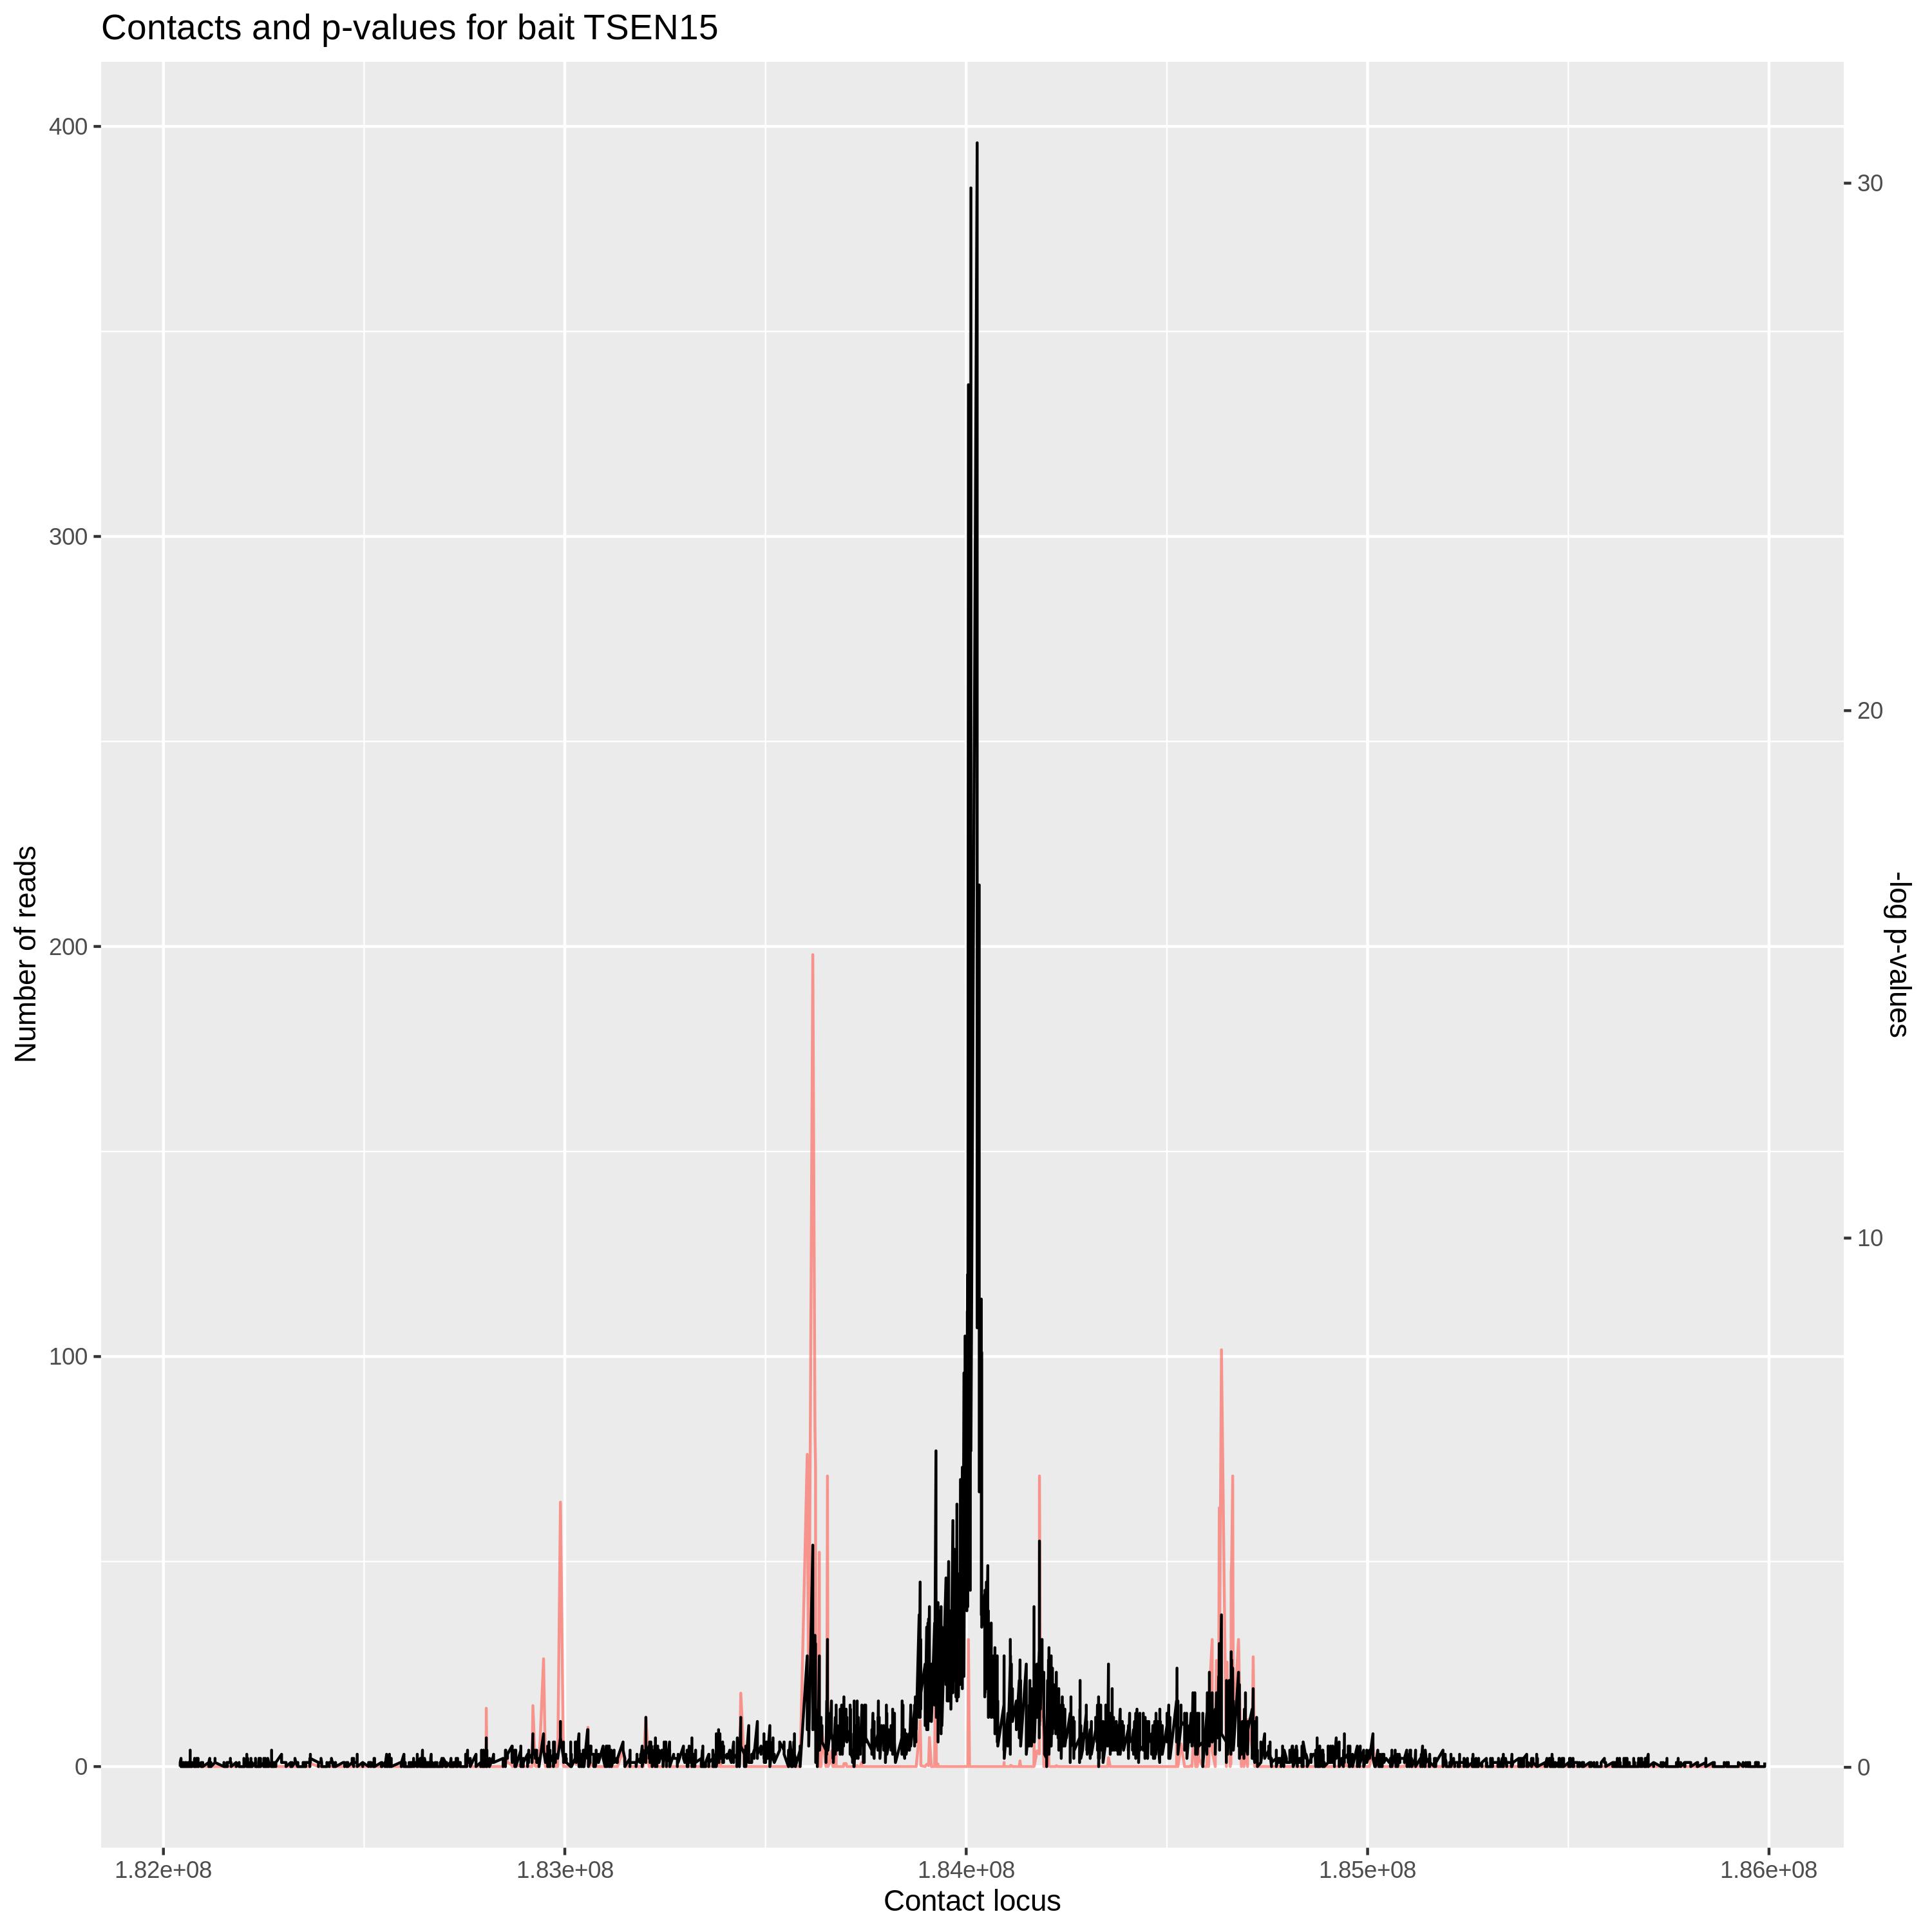 Contacts and p-values for bait TSEN15
400
300
200
100
0
Number of reads
30
20
10
0
-log p-values
1.82e+08
1.83e+08
1.84e+08
1.85e+08
1.86e+08
Contact locus